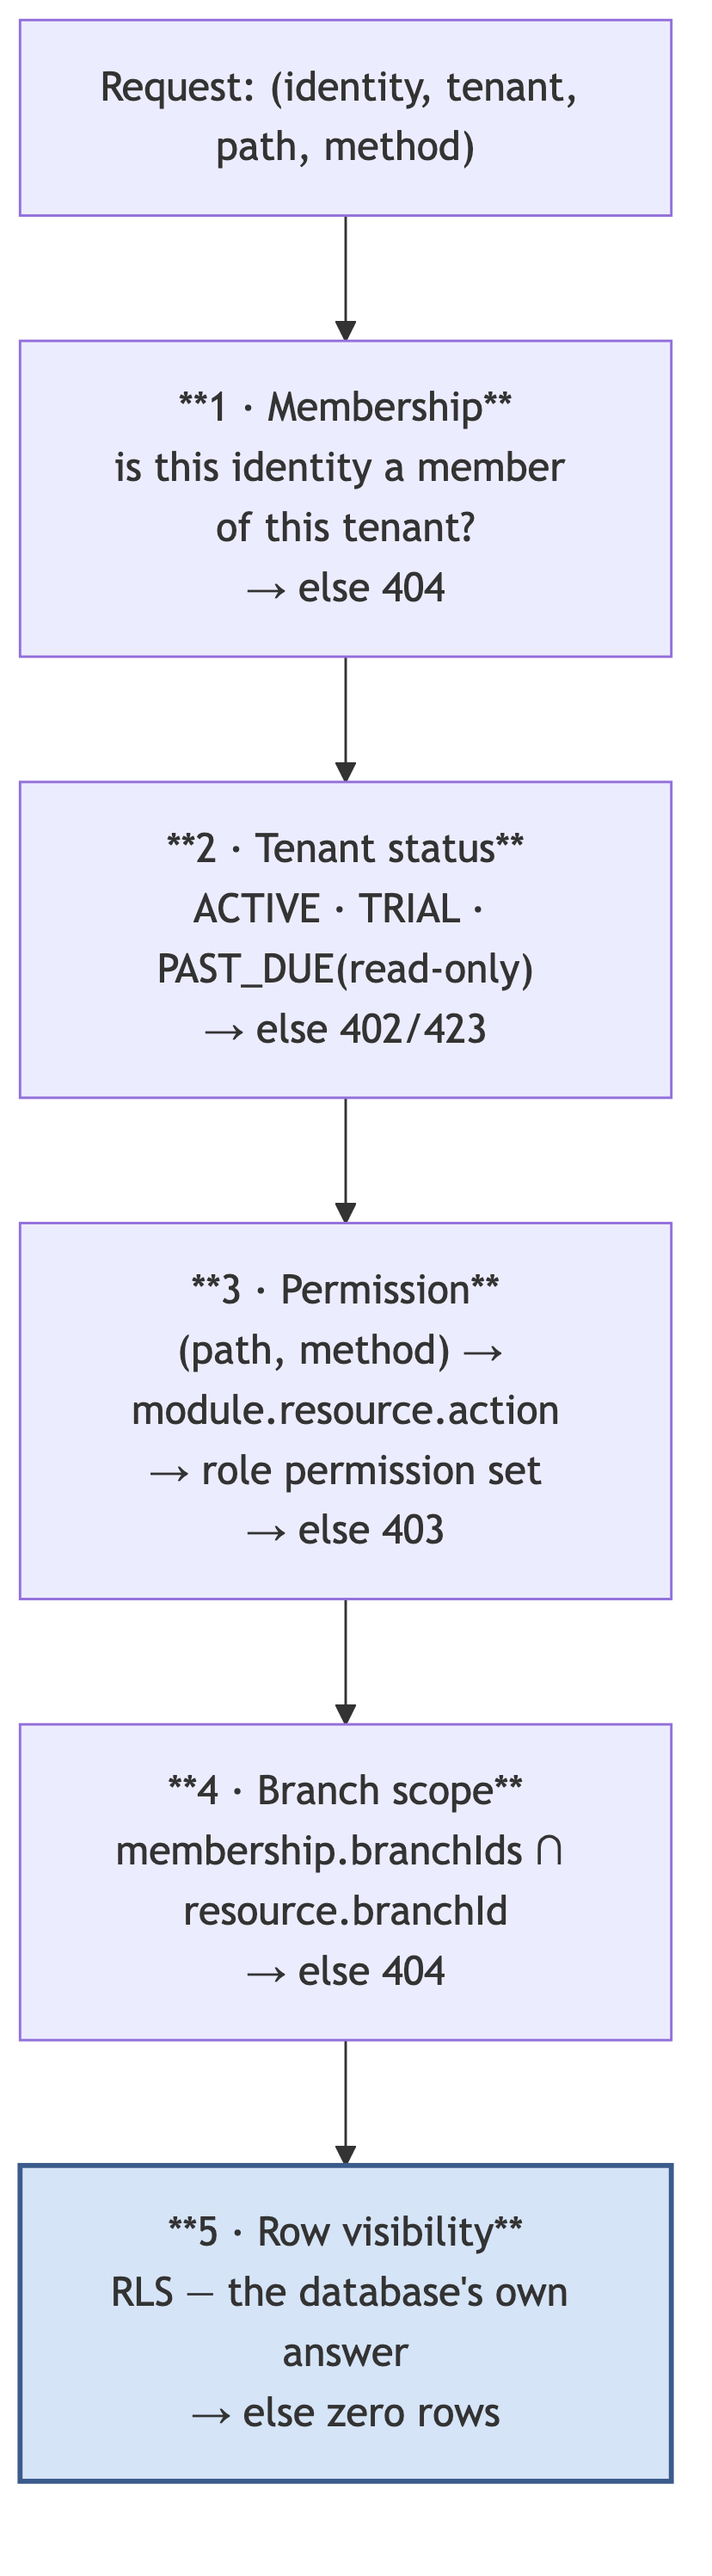 Request: (identity, tenant,
path, method)
**1 · Membership**
is this identity a member
of this tenant?
→ else 404
**2 · Tenant status**
ACTIVE · TRIAL ·
PAST_DUE(read-only)
→ else 402/423
**3 · Permission**
(path, method) →
module.resource.action
→ role permission set
→ else 403
**4 · Branch scope**
membership.branchIds ∩
resource.branchId
→ else 404
**5 · Row visibility**
RLS — the database's own
answer
→ else zero rows